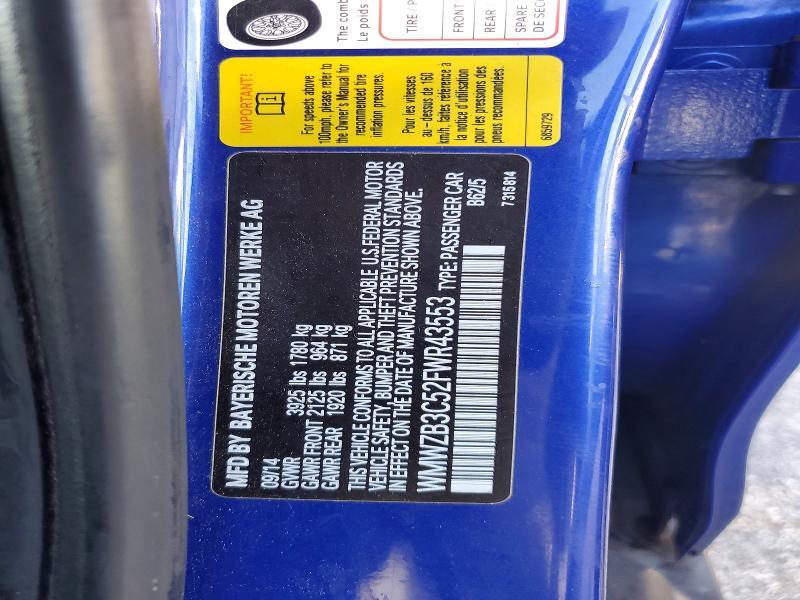 The comb
Le poids
TIRE / P
FRONT
REAR
SPARE
DE SEC
IMPORTANT!
For speeds above
100mph, please refer to
the Owner's Manual for
recommended tire
inflation pressures.
Pour les vitesses
au – dessus de 160
km/h, faites référence à
la notice d'utilisation
pour les pressions des
pneus recommandées.
6859729
MFD BY BAYERISCHE MOTOREN WERKE AG
09/14
GVWR 3925 lbs 1780 kg
GAWR FRONT 2125 lbs 964 kg
GAWR REAR 1920 lbs 871 kg
THIS VEHICLE CONFORMS TO ALL APPLICABLE U.S.FEDERAL MOTOR
VEHICLE SAFETY, BUMPER AND THEFT PREVENTION STANDARDS
IN EFFECT ON THE DATE OF MANUFACTURE SHOWN ABOVE.
WMWZB3C52FWR43553 TYPE: PASSENGER CAR
B62/5
7315814